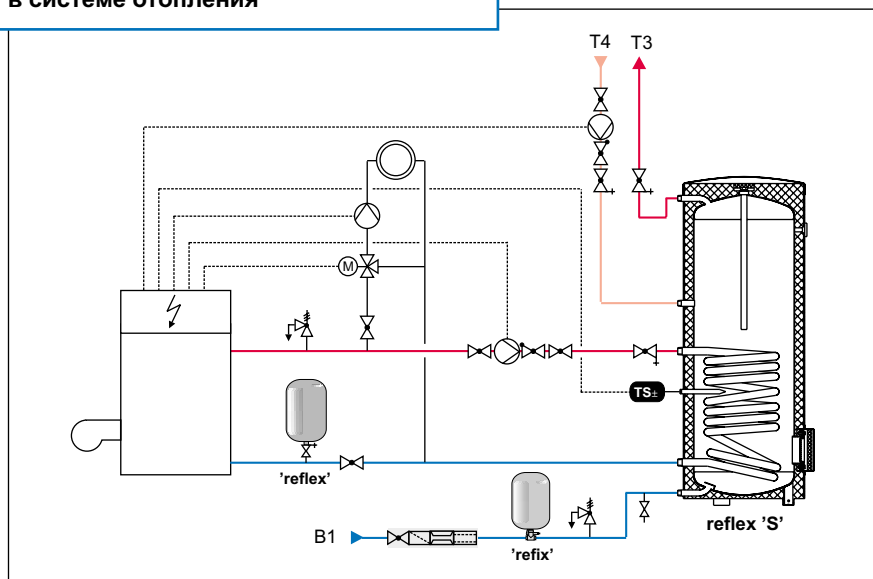 в системе отопления
T4 T3
M
TS±
'reflex'
reflex 'S'
B1
'refix'